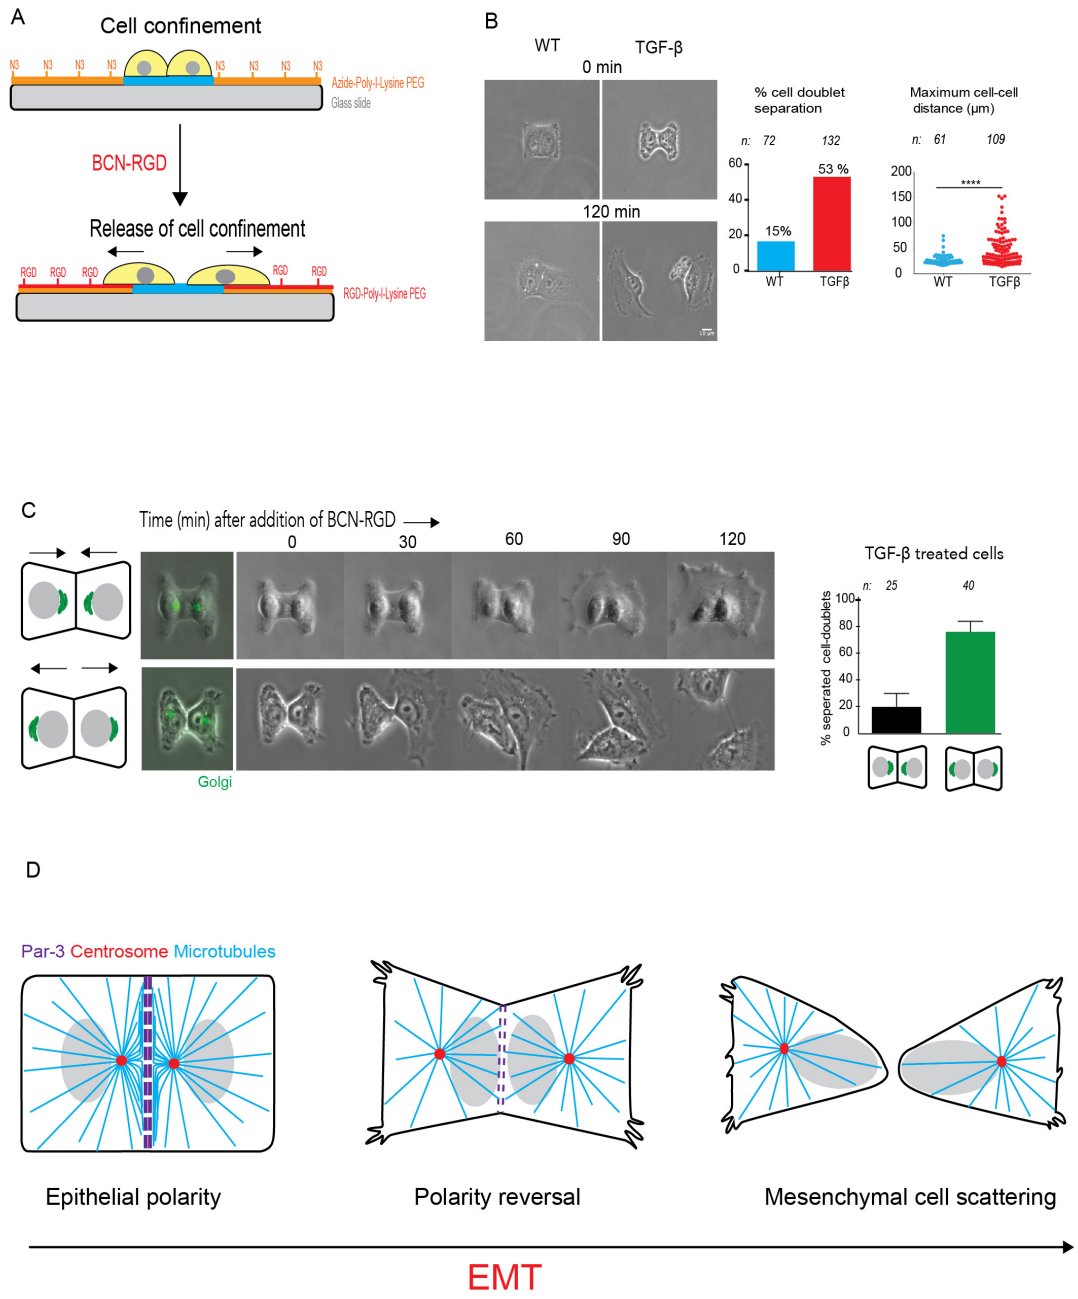 A
Cell confinement
N3 N3 N3 N3 N3 N3 N3 N3
Azide-Poly-l-Lysine PEG
Glass slide
BCN-RGD
Release of cell confinement
RGD RGD RGD RGD RGD
RGD-Poly-l-Lysine PEG
B
WT TGF-β
0 min
120 min
10 µm
% cell doublet
separation
n: 72 132
60
40
20
0
53 %
15%
WT TGFβ
Maximum cell-cell
distance (µm)
n: 61 109
200
150
100
50
0
****
WT TGFβ
C
Time (min) after addition of BCN-RGD
0 30 60 90 120
Golgi
TGF-β treated cells
n: 25 40
% seperated cell-doublets
100
80
60
40
20
0
D
Par-3 Centrosome Microtubules
Epithelial polarity
Polarity reversal
Mesenchymal cell scattering
EMT